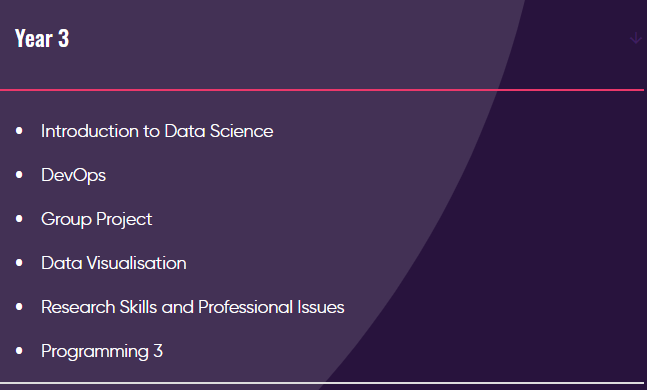 Year 3
Introduction to Data Science
DevOps
Group Project
Data Visualisation
Research Skills and Professional Issues
Programming 3